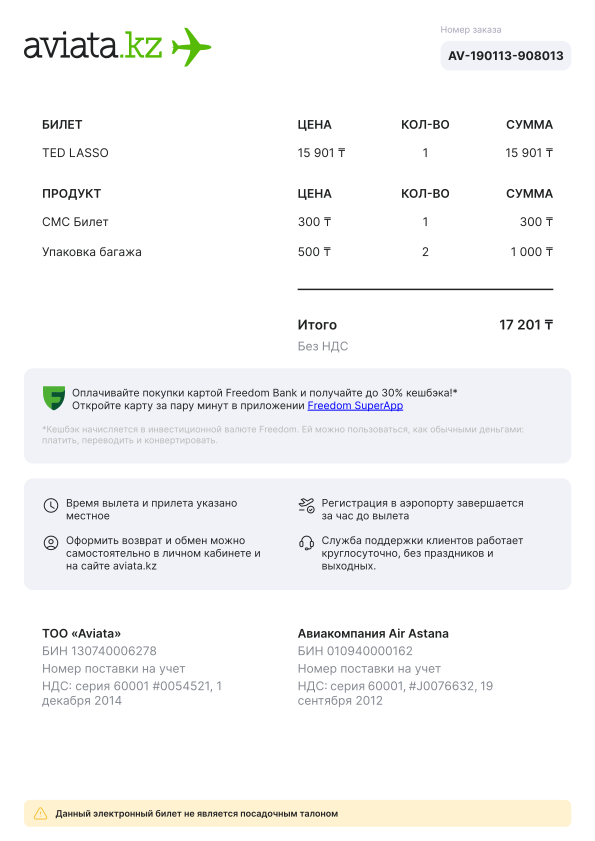 aviata.kz
Номер заказа
AV-190113-908013
БИЛЕТ ЦЕНА КОЛ-ВО СУММА
TED LASSO 15 901 ₸ 1 15 901 ₸
ПРОДУКТ ЦЕНА КОЛ-ВО СУММА
СМС Билет 300 ₸ 1 300 ₸
Упаковка багажа 500 ₸ 2 1 000 ₸
Итого 17 201 ₸
Без НДС
Оплачивайте покупки картой Freedom Bank и получайте до 30% кешбэка!*
Откройте карту за пару минут в приложении Freedom SuperApp
*Кешбэк начисляется в инвестиционной валюте Freedom. Ей можно пользоваться, как обычными деньгами:
платить, переводить и конвертировать.
Время вылета и прилета указано
местное
Регистрация в аэропорту завершается
за час до вылета
Оформить возврат и обмен можно
самостоятельно в личном кабинете и
на сайте aviata.kz
Служба поддержки клиентов работает
круглосуточно, без праздников и
выходных.
ТОО «Aviata»
БИН 130740006278
Номер поставки на учет
НДС: серия 60001 #0054521, 1
декабря 2014
Авиакомпания Air Astana
БИН 010940000162
Номер поставки на учет
НДС: серия 60001, #J0076632, 19
сентября 2012
Данный электронный билет не является посадочным талоном